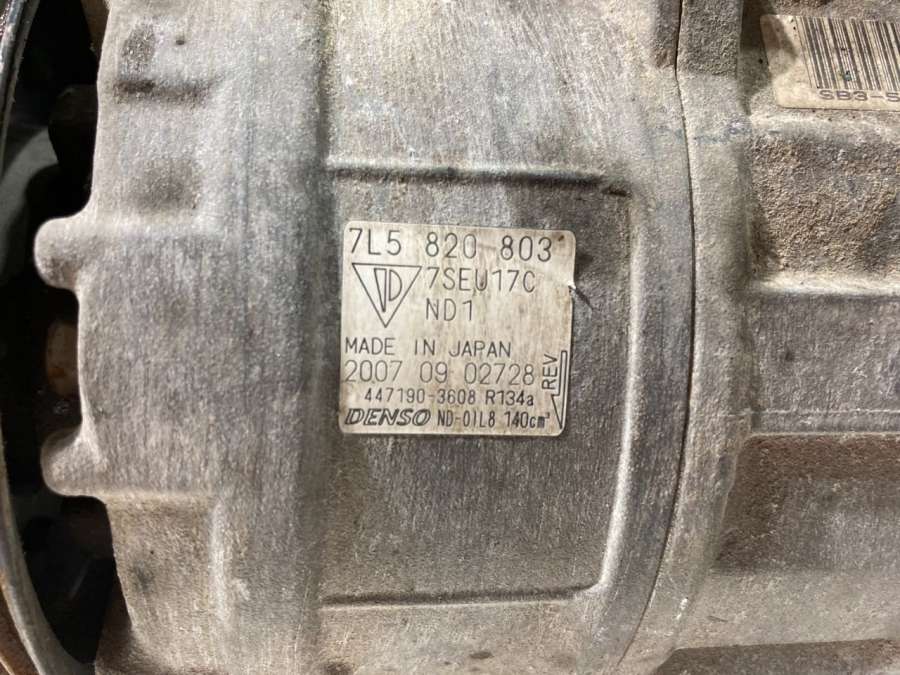 7L5 820 803
7SEU17C
ND1
MADE IN JAPAN
2007 09 02728
REV
447190-3608 R134a
DENSO ND-OIL8 140cm³